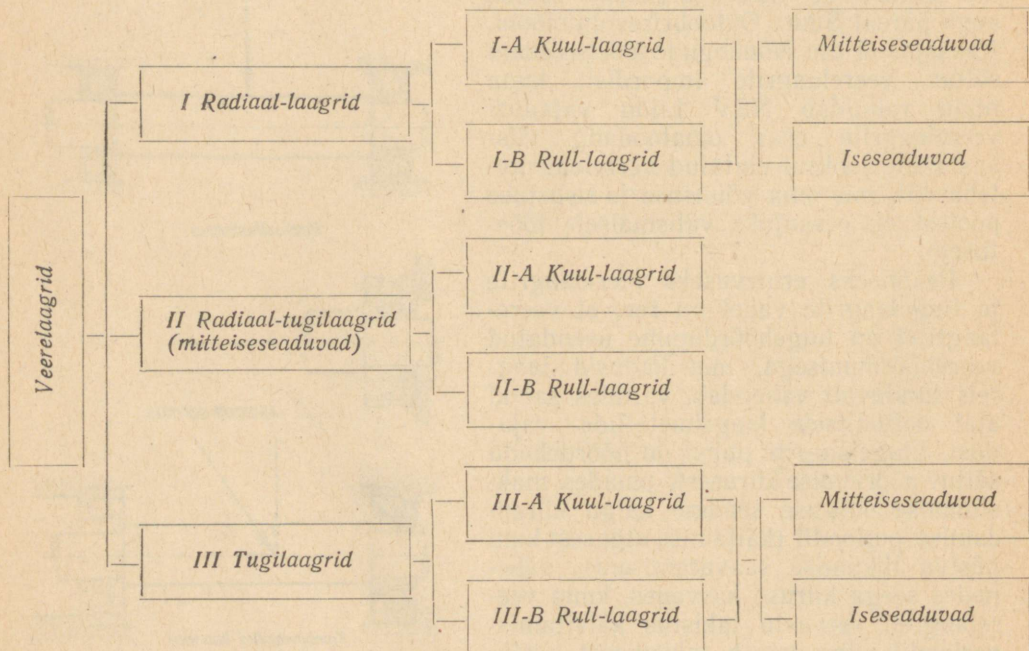 Veerelaagrid
I Radiaal-laagrid
I-A Kuul-laagrid
I-B Rull-laagrid
Mitteiseseaduvad
Iseseaduvad
II Radiaal-tugilaagrid
(mitteiseseaduvad)
II-A Kuul-laagrid
II-B Rull-laagrid
III Tugilaagrid
III-A Kuul-laagrid
III-B Rull-laagrid
Mitteiseseaduvad
Iseseaduvad